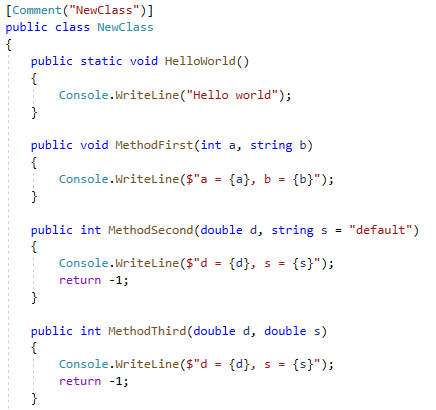 [Comment("NewClass")]
public class NewClass
{
public static void HelloWorld()
{
Console.WriteLine("Hello world");
}
public void MethodFirst(int a, string b)
{
Console.WriteLine($"a = {a}, b = {b}");
}
public int MethodSecond(double d, string s = "default")
{
Console.WriteLine($"d = {d}, s = {s}");
return -1;
}
public int MethodThird(double d, double s)
{
Console.WriteLine($"d = {d}, s = {s}");
return -1;
}